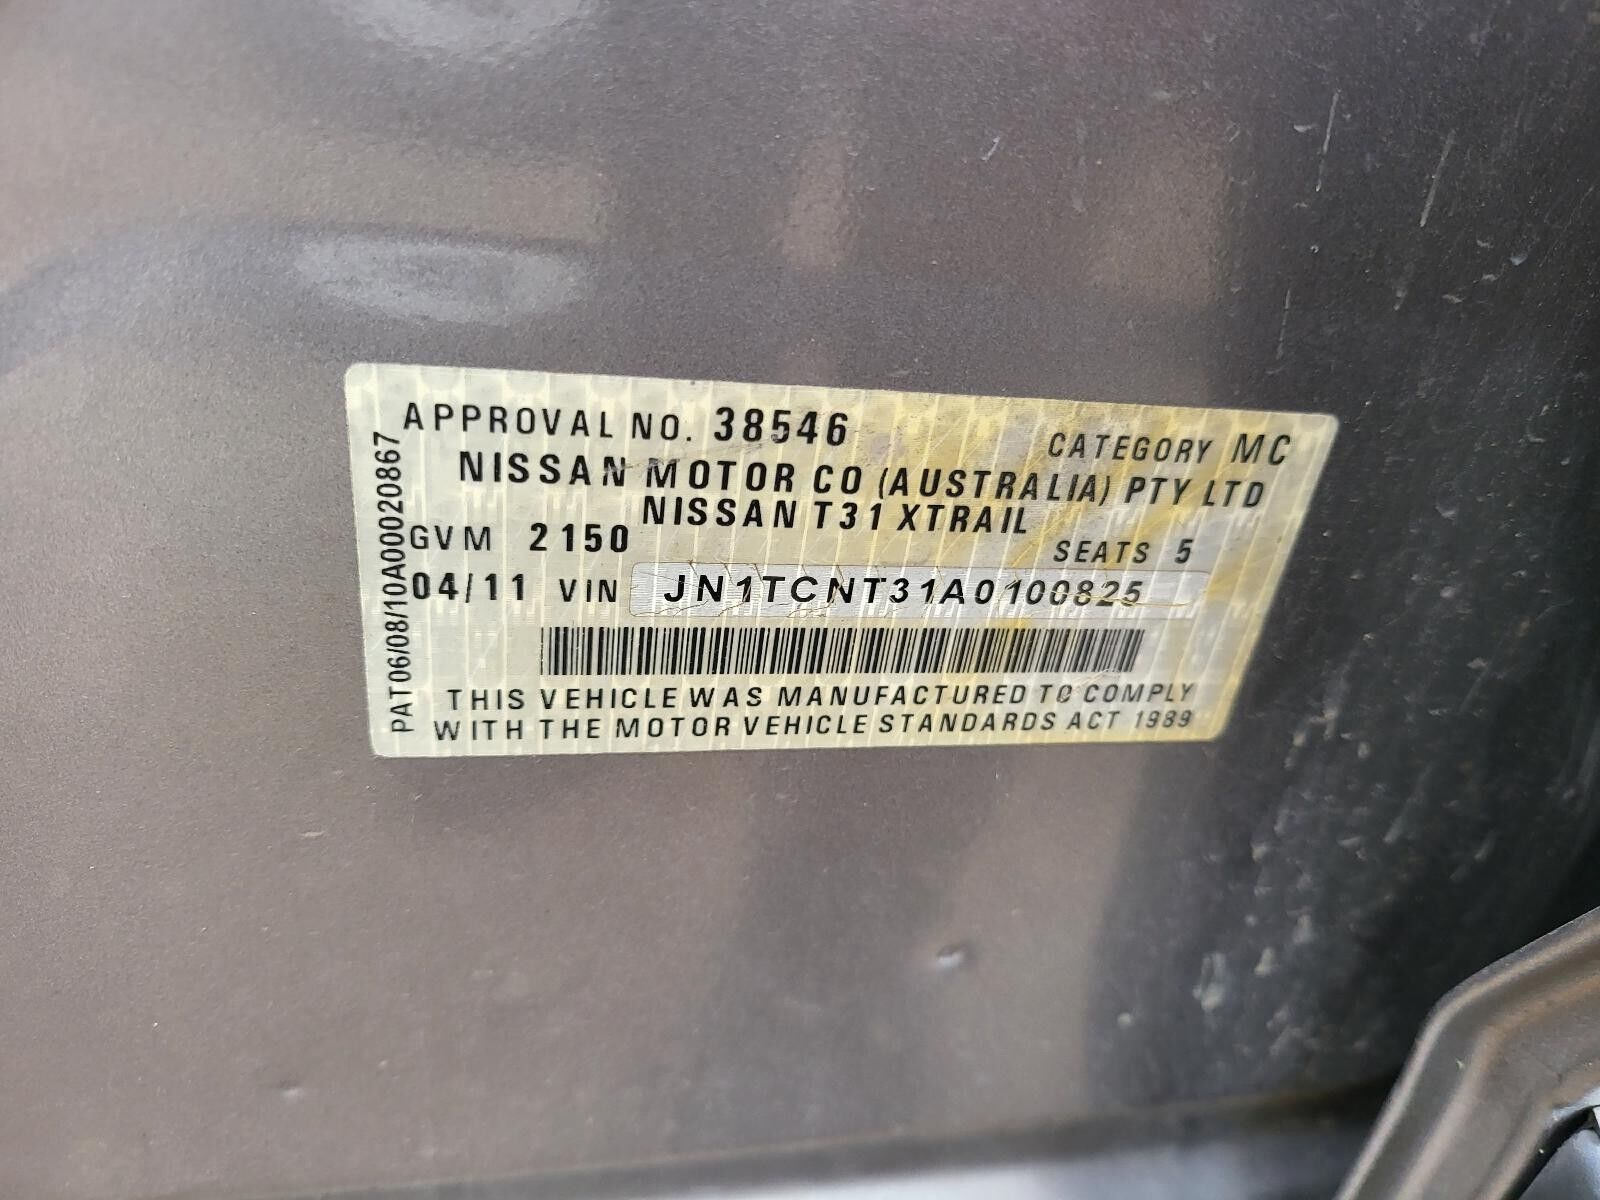 APPROVAL NO. 38546 CATEGORY MC
NISSAN MOTOR CO (AUSTRALIA) PTY LTD
NISSAN T31 XTRAIL
GVM 2150 SEATS 5
04/11 VIN JN1TCNT31A0100825
THIS VEHICLE WAS MANUFACTURED TO COMPLY
WITH THE MOTOR VEHICLE STANDARDS ACT 1989
PAT06/08/10A00020867